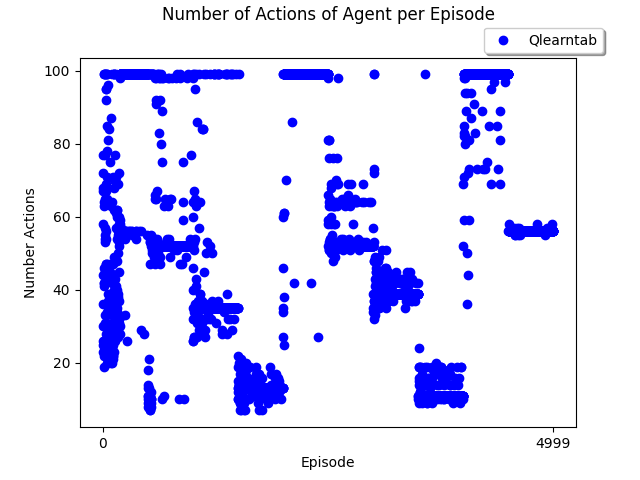 Number of Actions of Agent per Episode
Qlearntab
100
80
60
40
20
Number Actions
0
4999
Episode